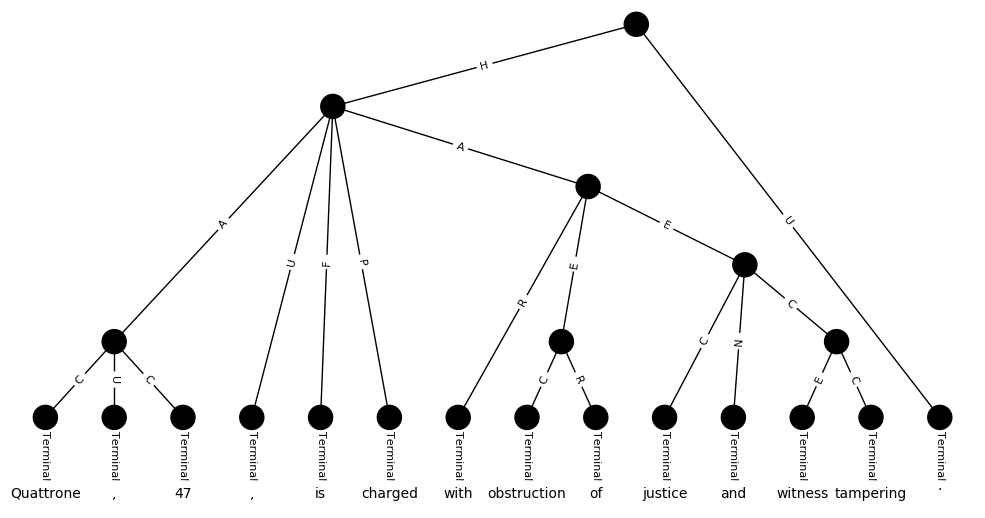 H
A
A
U
F
P
U
E
R
E
C
N
C
C
U
C
C
R
E
C
Terminal Terminal Terminal Terminal Terminal Terminal Terminal Terminal Terminal Terminal Terminal Terminal Terminal Terminal
Quattrone , 47 , is charged with obstruction of justice and witness tampering .